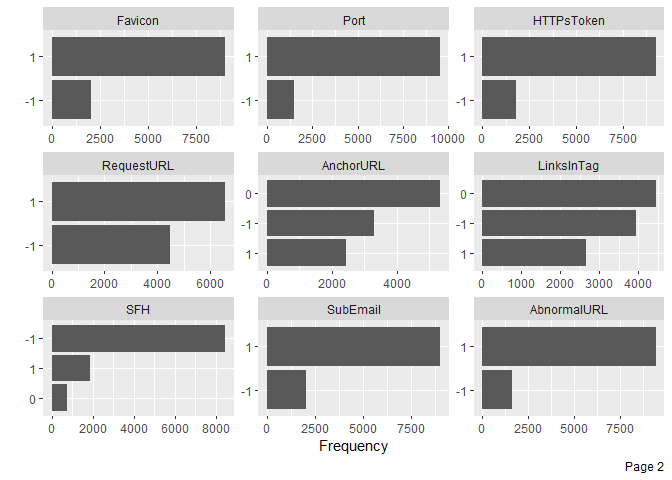 Favicon Port HTTPsToken
1 1 1
-1 -1 -1
0 2500 5000 7500 0 2500 5000 7500 10000 0 2500 5000 7500
RequestURL AnchorURL LinksInTag
1 0 0
-1 -1 -1
1 1
0 2000 4000 6000 0 2000 4000 0 1000 2000 3000 4000
SFH SubEmail AbnormalURL
-1 1 1
1 -1 -1
0
0 2000 4000 6000 8000 0 2500 5000 7500 0 2500 5000 7500
Frequency
Page 2